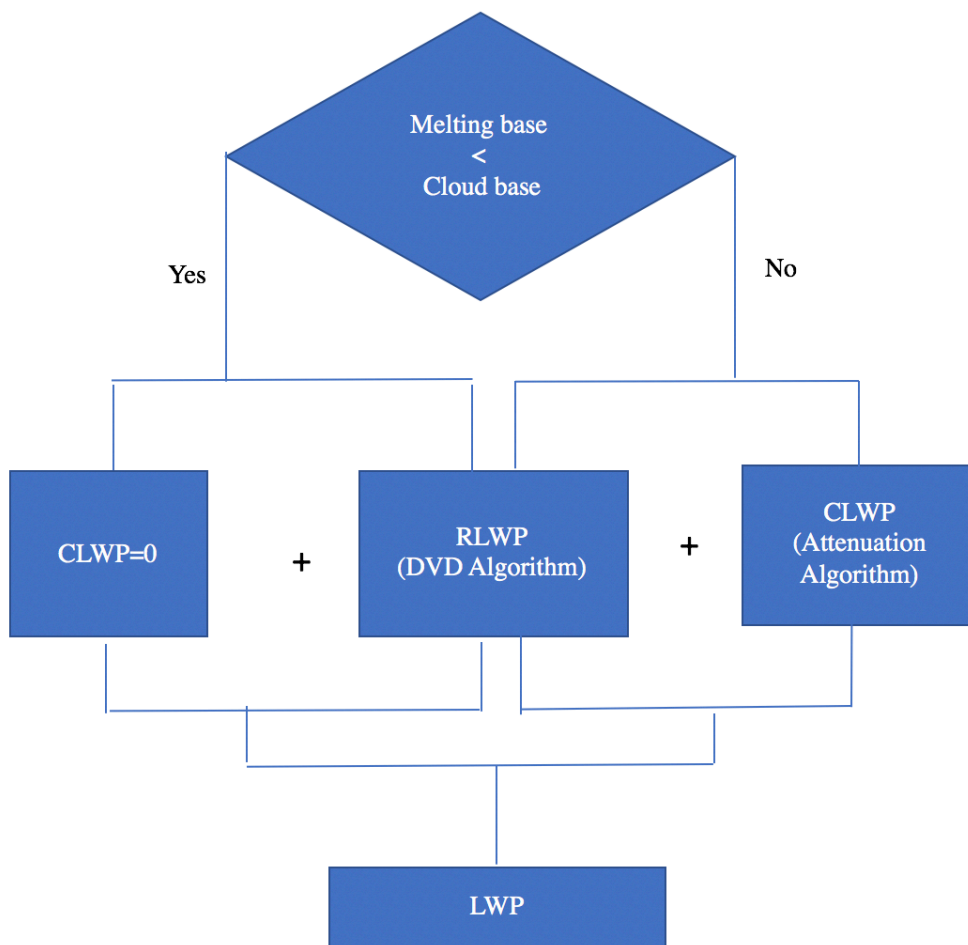 Melting base
<
Cloud base
Yes
No
CLWP=0
+
RLWP
(DVD Algorithm)
+
CLWP
(Attenuation
Algorithm)
LWP